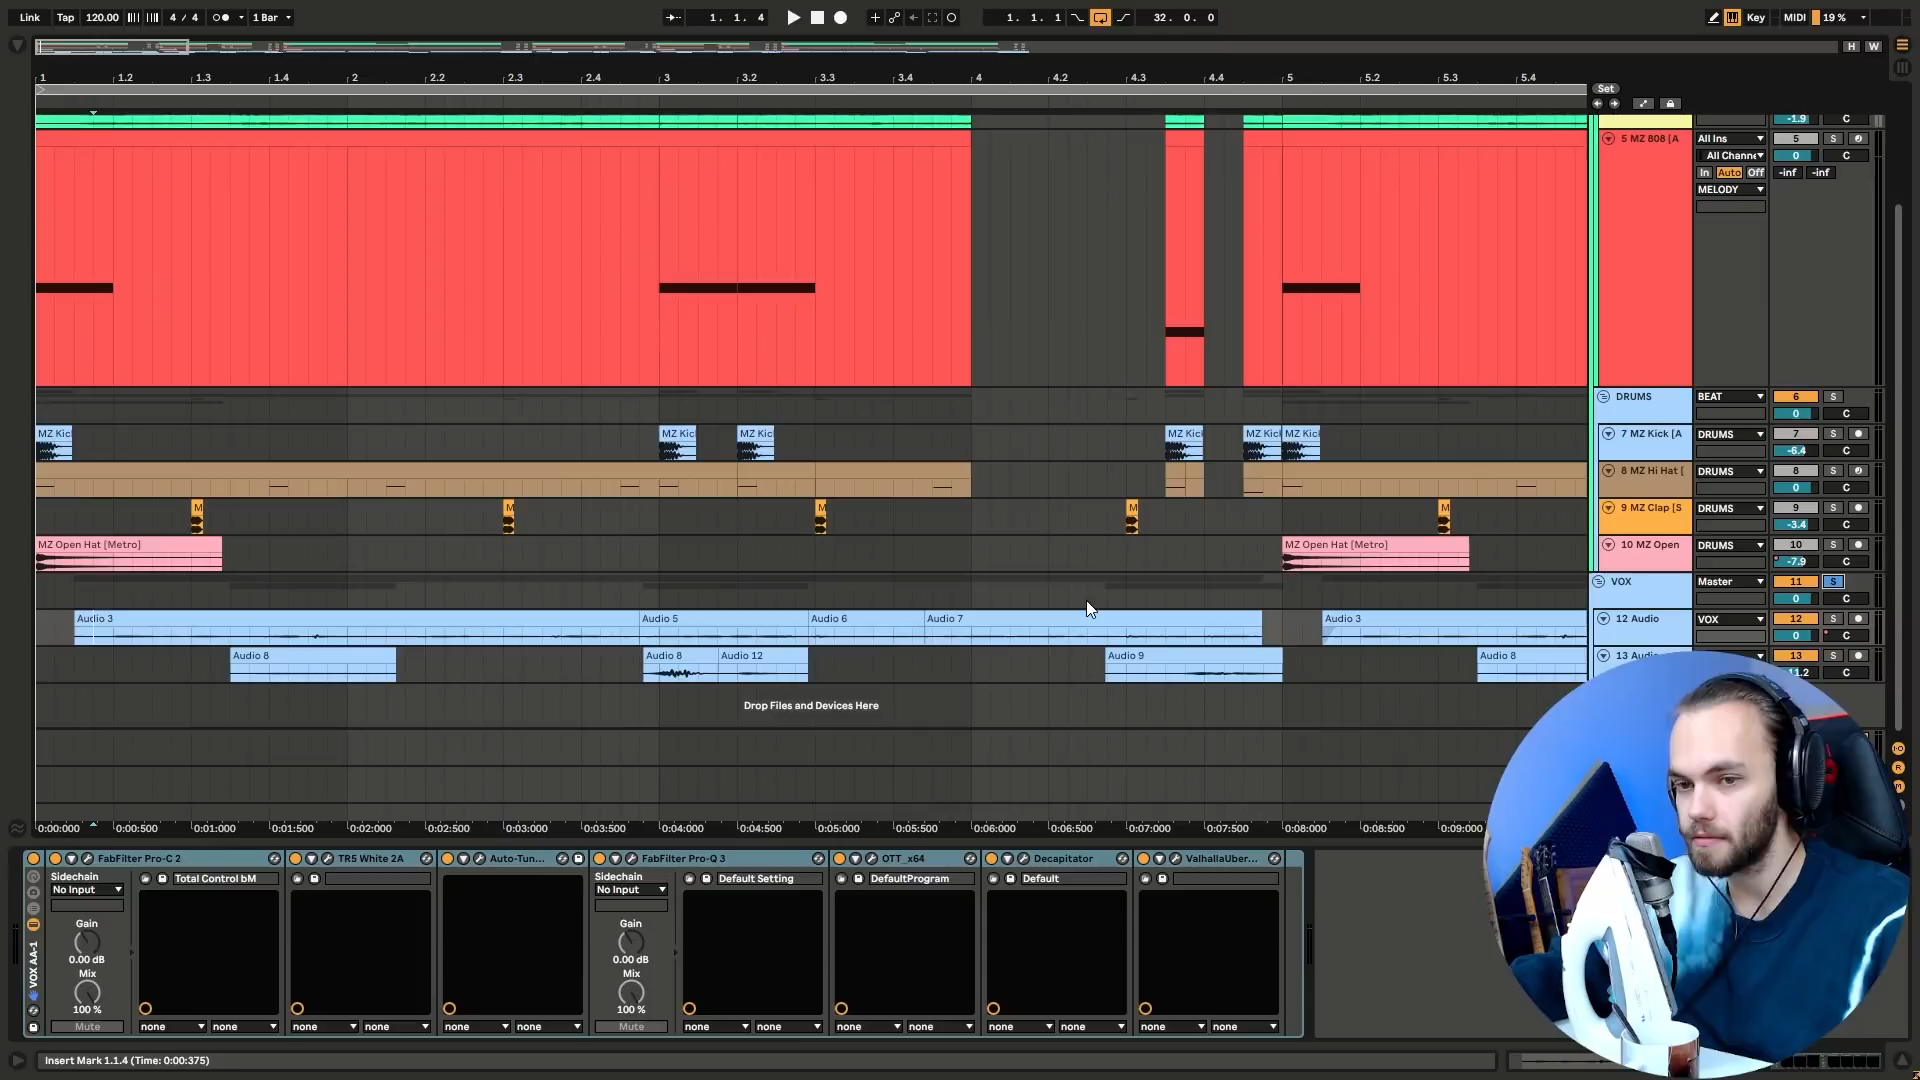 Link Tap 120.00 4 / 4 1 Bar 1. 1. 4 1. 1. 1 32. 0. 0 Key MIDI 19 %
H W
1 1.2 1.3 1.4 2 2.2 2.3 2.4 3 3.2 3.3 3.4 4 4.2 4.3 4.4 5 5.2 5.3 5.4
Set
-1.9 C
5 MZ 808 [A All Ins 5 S
All Channe 0 C
In Auto Off -inf -inf
MELODY
DRUMS BEAT 6 S
0 C
MZ Kick MZ Kick MZ Kick MZ Kick MZ Kick MZ Kick 7 MZ Kick [A DRUMS 7 S
-6.4 C
8 MZ Hi Hat [ DRUMS 8 S
0 C
M M M M M 9 MZ Clap [S DRUMS 9 S
-3.4 C
MZ Open Hat [Metro] MZ Open Hat [Metro] 10 MZ Open DRUMS 10 S
-7.9 C
VOX Master 11 S
0 C
Audio 3 Audio 5 Audio 6 Audio 7 Audio 3 12 Audio VOX 12 S
0 C
Audio 8 Audio 8 Audio 12 Audio 9 Audio 8 13 Audio 13 S
11.2 C
Drop Files and Devices Here
0:00:000 0:00:500 0:01:000 0:01:500 0:02:000 0:02:500 0:03:000 0:03:500 0:04:000 0:04:500 0:05:000 0:05:500 0:06:000 0:06:500 0:07:000 0:07:500 0:08:000 0:08:500 0:09:000
FabFilter Pro-C 2 TR5 White 2A Auto-Tun... FabFilter Pro-Q 3 OTT_x64 Decapitator ValhallaUber...
Sidechain Sidechain
No Input Total Control bM No Input Default Setting DefaultProgram Default
Gain Gain
0.00 dB 0.00 dB
Mix Mix
100 % 100 %
Mute none none none none none none Mute none none none none none none none none
VOX AA-1
Insert Mark 1.1.4 (Time: 0:00:375)